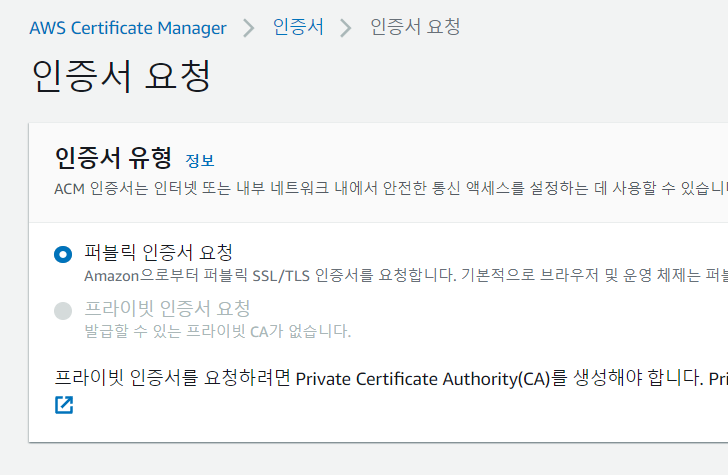 AWS Certificate Manager > 인증서 > 인증서 요청
인증서 요청
인증서 유형 정보
ACM 인증서는 인터넷 또는 내부 네트워크 내에서 안전한 통신 액세스를 설정하는 데 사용할 수 있습니
퍼블릭 인증서 요청
Amazon으로부터 퍼블릭 SSL/TLS 인증서를 요청합니다. 기본적으로 브라우저 및 운영 체제는 퍼블
프라이빗 인증서 요청
발급할 수 있는 프라이빗 CA가 없습니다.
프라이빗 인증서를 요청하려면 Private Certificate Authority(CA)를 생성해야 합니다. Pri